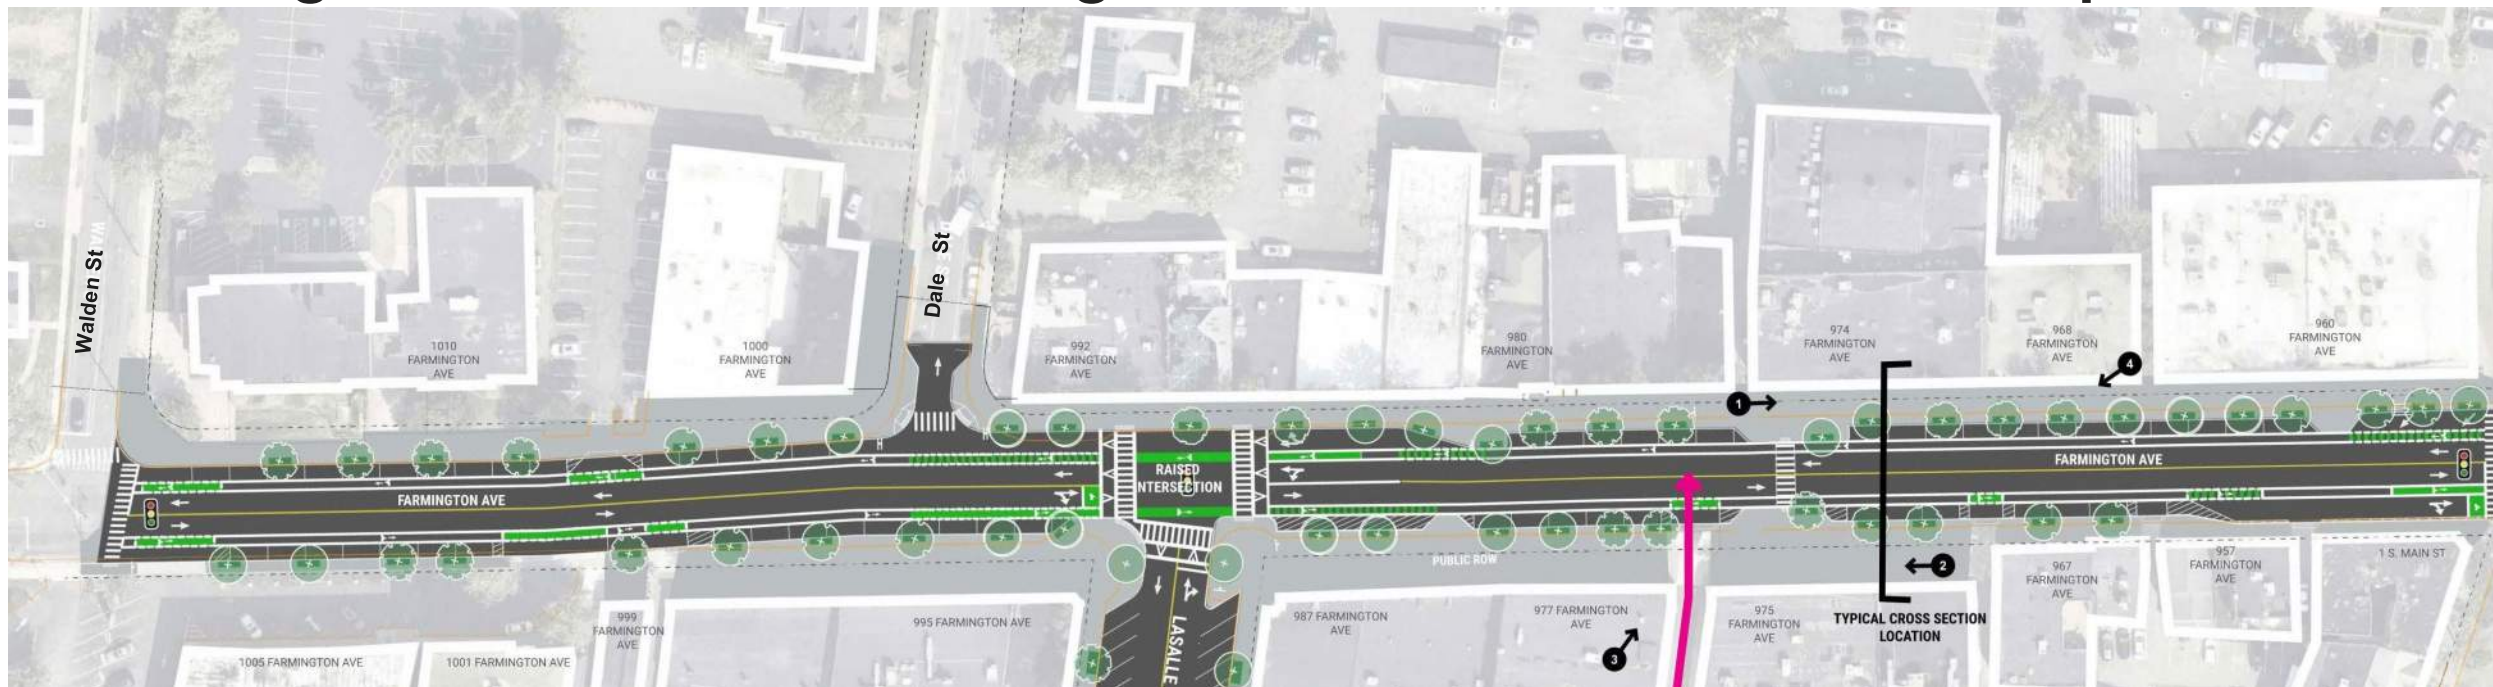 Walden St
Dale St
1010
FARMINGTON
AVE
1000
FARMINGTON
AVE
992
FARMINGTON
AVE
980
FARMINGTON
AVE
974
FARMINGTON
AVE
968
FARMINGTON
AVE
960
FARMINGTON
AVE
1
4
FARMINGTON AVE
RAISED
NTERSECTION
FARMINGTON AVE
PUBLIC ROW
2
3
LASALLE
TYPICAL CROSS SECTION
LOCATION
1005 FARMINGTON AVE
1001 FARMINGTON AVE
999
FARMINGTON
AVE
995 FARMINGTON AVE
987 FARMINGTON
AVE
977 FARMINGTON
AVE
975
FARMINGTON
AVE
967
FARMINGTON
AVE
957
FARMINGTON
AVE
1 S. MAIN ST